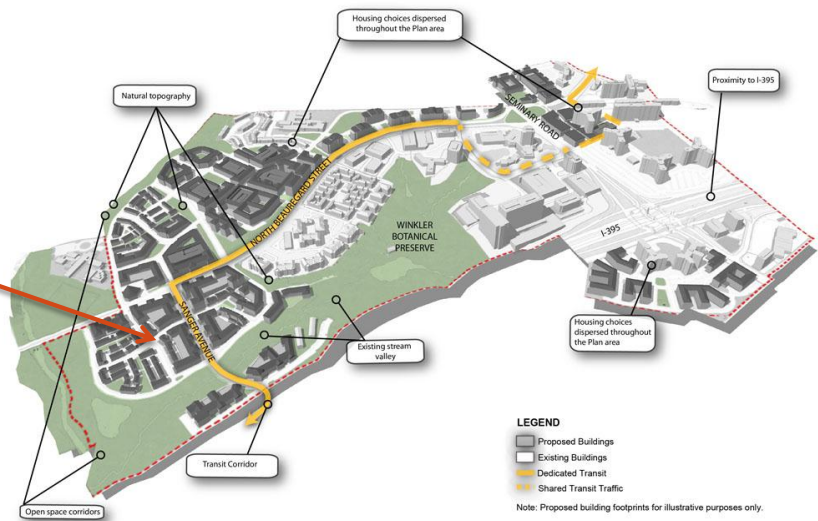 Housing choices dispersed
throughout the Plan area
Natural topography
Proximity to I-395
SEMINARY ROAD
NORTH BEAUREGARD STREET
WINKLER
BOTANICAL
PRESERVE
I-395
SANGER AVENUE
Existing stream
valley
Housing choices
dispersed throughout
the Plan area
Transit Corridor
Open space corridors
LEGEND
Proposed Buildings
Existing Buildings
Dedicated Transit
Shared Transit Traffic
Note: Proposed building footprints for illustrative purposes only.